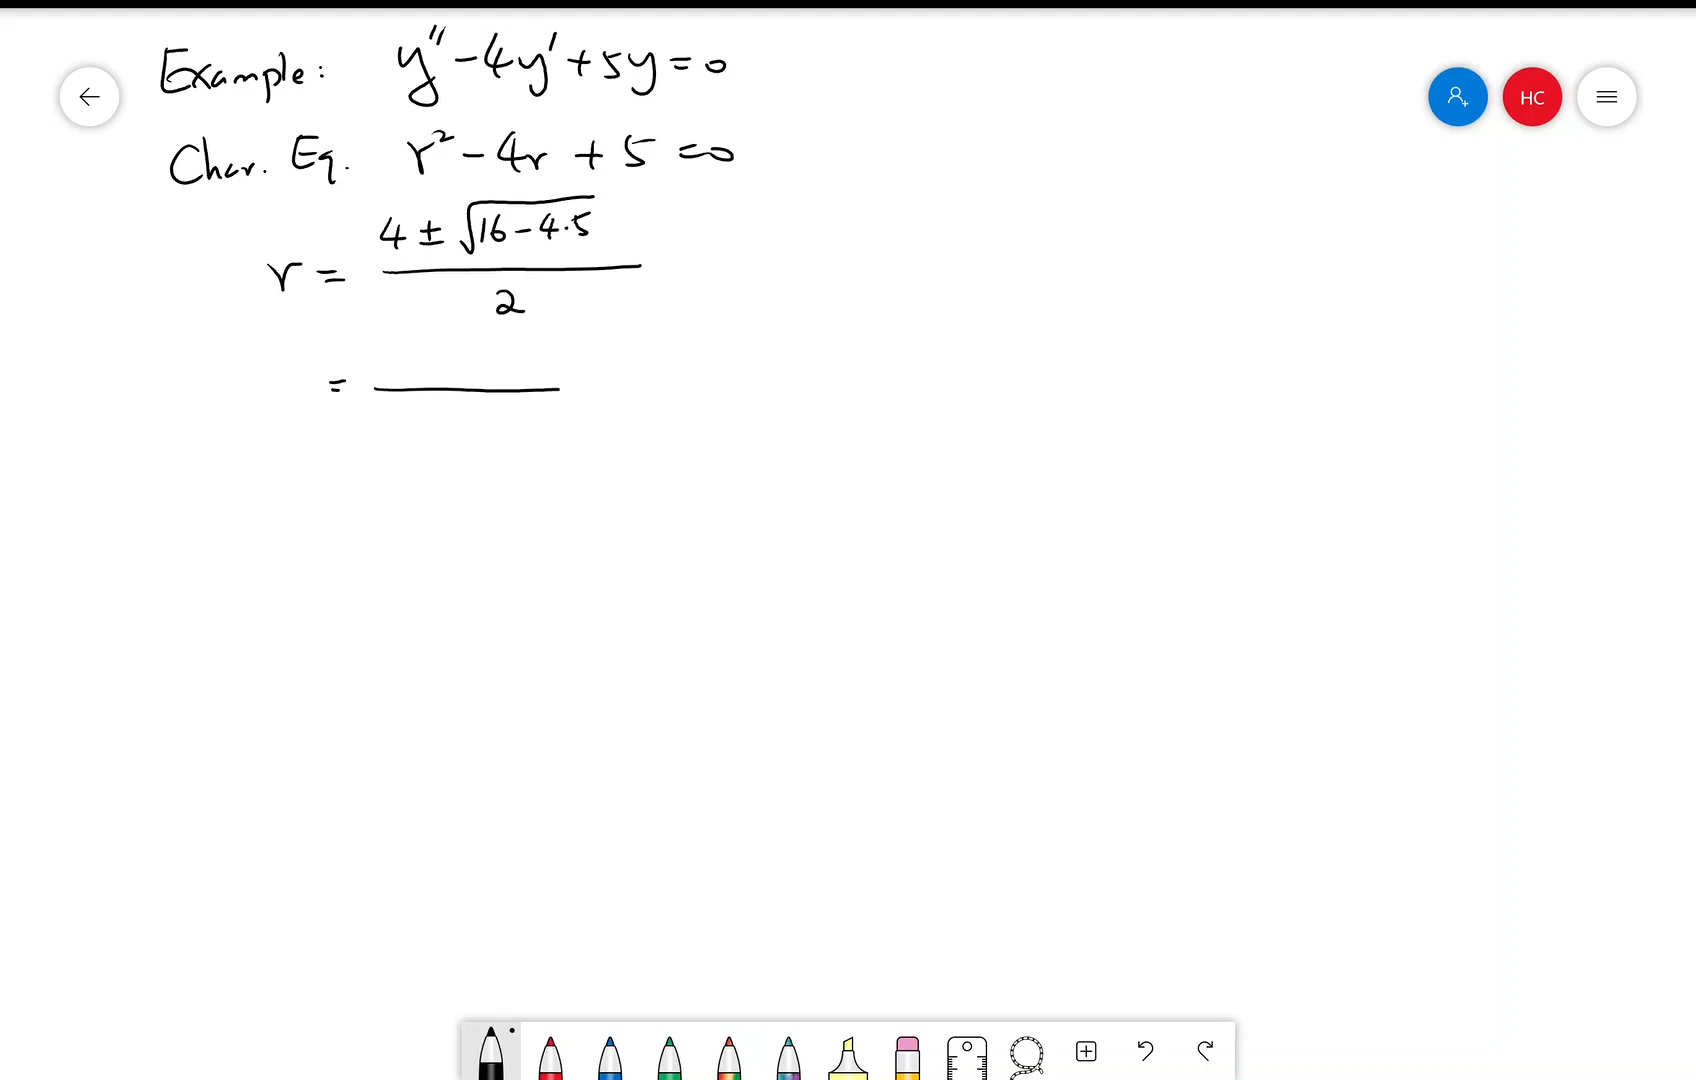 Example: y'' - 4y' + 5y = 0
HC
Char. Eq. r² - 4r + 5 = 0
4 ± √16 - 4·5
r =
2
=